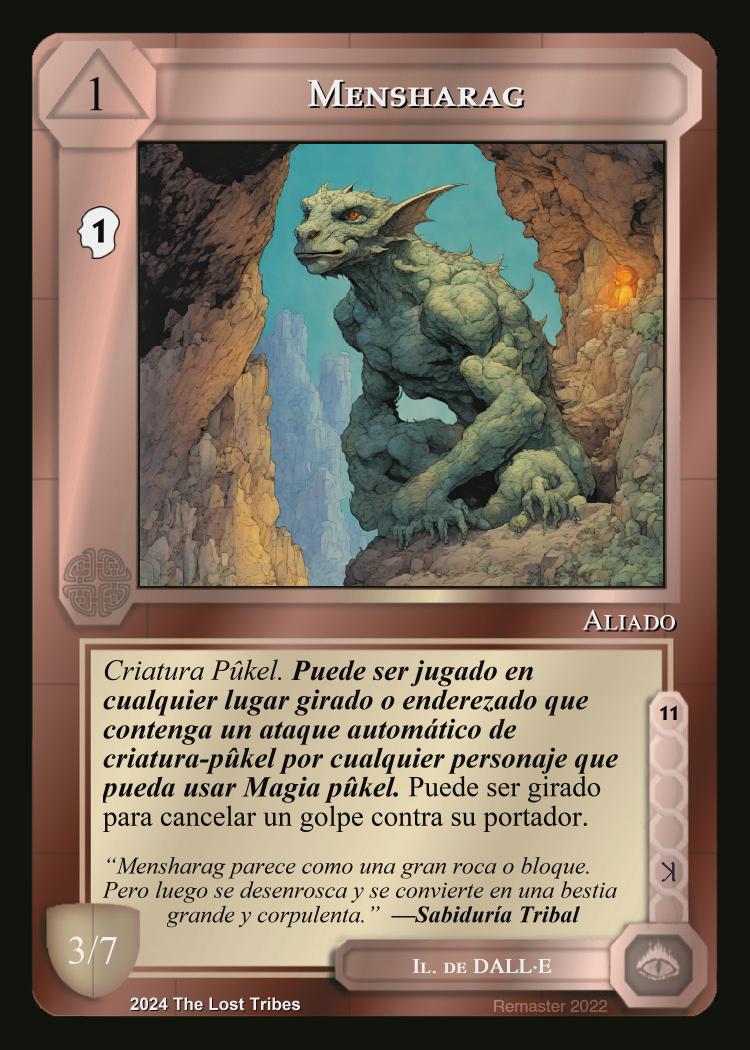 1
Mensharag
1
Aliado
Criatura Pûkel. Puede ser jugado en
cualquier lugar girado o enderezado que
contenga un ataque automático de
criatura-pûkel por cualquier personaje que
pueda usar Magia pûkel. Puede ser girado
para cancelar un golpe contra su portador.
11
“Mensharag parece como una gran roca o bloque.
Pero luego se desenrosca y se convierte en una bestia
grande y corpulenta.” —Sabiduría Tribal
3/7
Il. de DALL·E
2024 The Lost Tribes
Remaster 2022